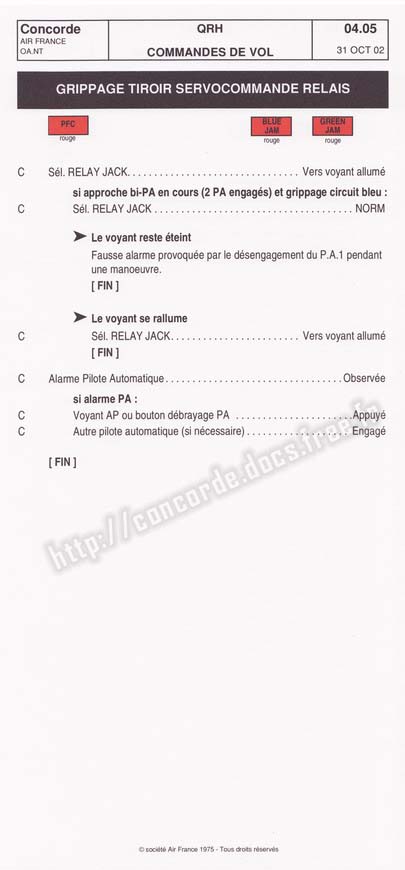 Concorde
AIR FRANCE
OA.NT
QRH
COMMANDES DE VOL
04.05
31 OCT 02
GRIPPAGE TIROIR SERVOCOMMANDE RELAIS
PFC
rouge
BLUE
JAM
rouge
GREEN
JAM
rouge
C Sél. RELAY JACK. . . . . . . . . . . . . . . . . . . . . . . . . . . . . . . Vers voyant allumé
si approche bi-PA en cours (2 PA engagés) et grippage circuit bleu :
C Sél. RELAY JACK . . . . . . . . . . . . . . . . . . . . . . . . . . . . . . . . . . . . . NORM
➤ Le voyant reste éteint
Fausse alarme provoquée par le désengagement du P.A.1 pendant
une manoeuvre.
[ FIN ]
➤ Le voyant se rallume
C Sél. RELAY JACK. . . . . . . . . . . . . . . . . . . . . . . Vers voyant allumé
[ FIN ]
C Alarme Pilote Automatique . . . . . . . . . . . . . . . . . . . . . . . . . . . . . . . . Observée
si alarme PA :
C Voyant AP ou bouton débrayage PA . . . . . . . . . . . . . . . . . . . . . Appuyé
C Autre pilote automatique (si nécessaire) . . . . . . . . . . . . . . . . . . . Engagé
[ FIN ]
http://concorde.docs.free.fr
© société Air France 1975 - Tous droits réservés